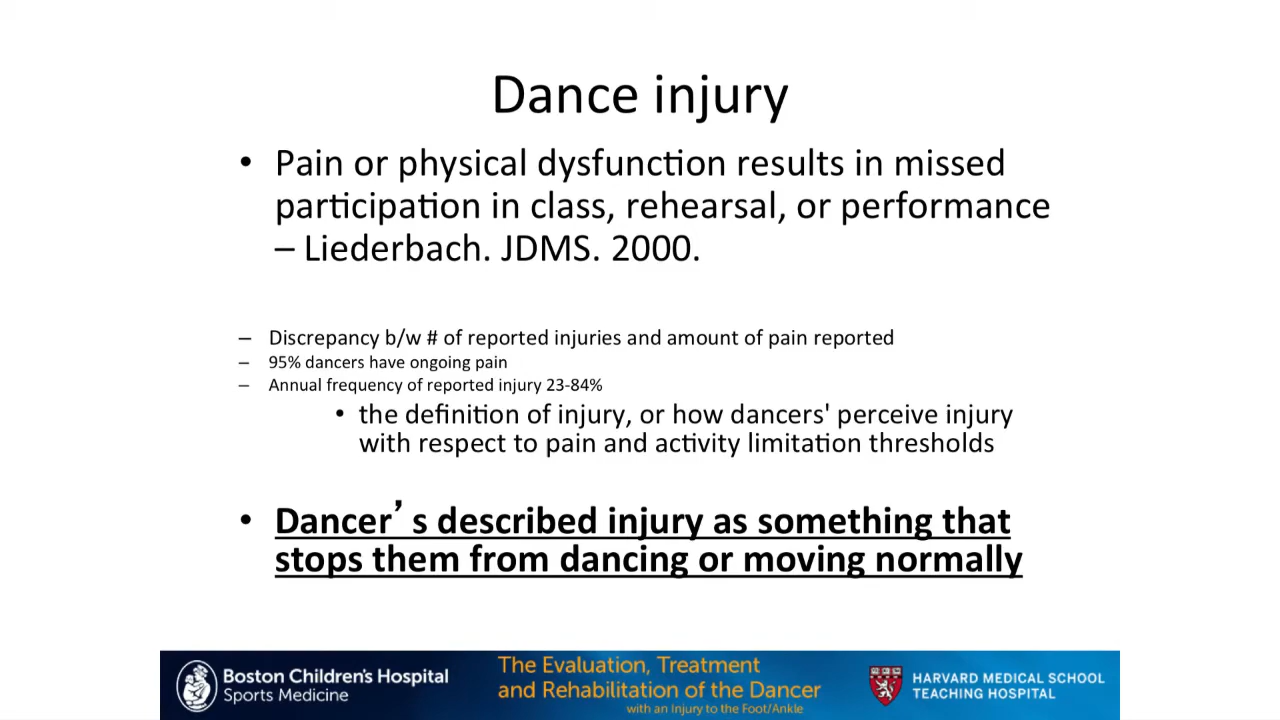 Dance injury
• Pain or physical dysfunction results in missed
participation in class, rehearsal, or performance
– Liederbach. JDMS. 2000.
– Discrepancy b/w # of reported injuries and amount of pain reported
– 95% dancers have ongoing pain
– Annual frequency of reported injury 23-84%
• the definition of injury, or how dancers' perceive injury
with respect to pain and activity limitation thresholds
• Dancer’s described injury as something that
stops them from dancing or moving normally
Boston Children's Hospital
Sports Medicine
The Evaluation, Treatment
and Rehabilitation of the Dancer
with an Injury to the Foot/Ankle
HARVARD MEDICAL SCHOOL
TEACHING HOSPITAL